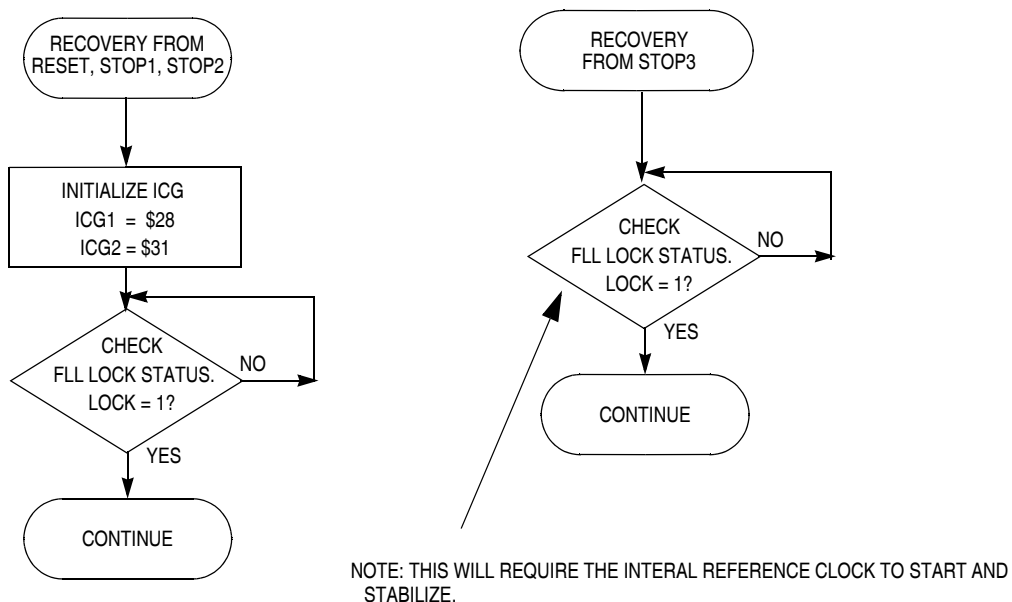 RECOVERY FROM
RESET, STOP1, STOP2
INITIALIZE ICG
ICG1 = $28
ICG2 = $31
CHECK
FLL LOCK STATUS.
LOCK = 1?
NO
YES
CONTINUE
RECOVERY
FROM STOP3
CHECK
FLL LOCK STATUS.
LOCK = 1?
NO
YES
CONTINUE
NOTE: THIS WILL REQUIRE THE INTERAL REFERENCE CLOCK TO START AND
STABILIZE.